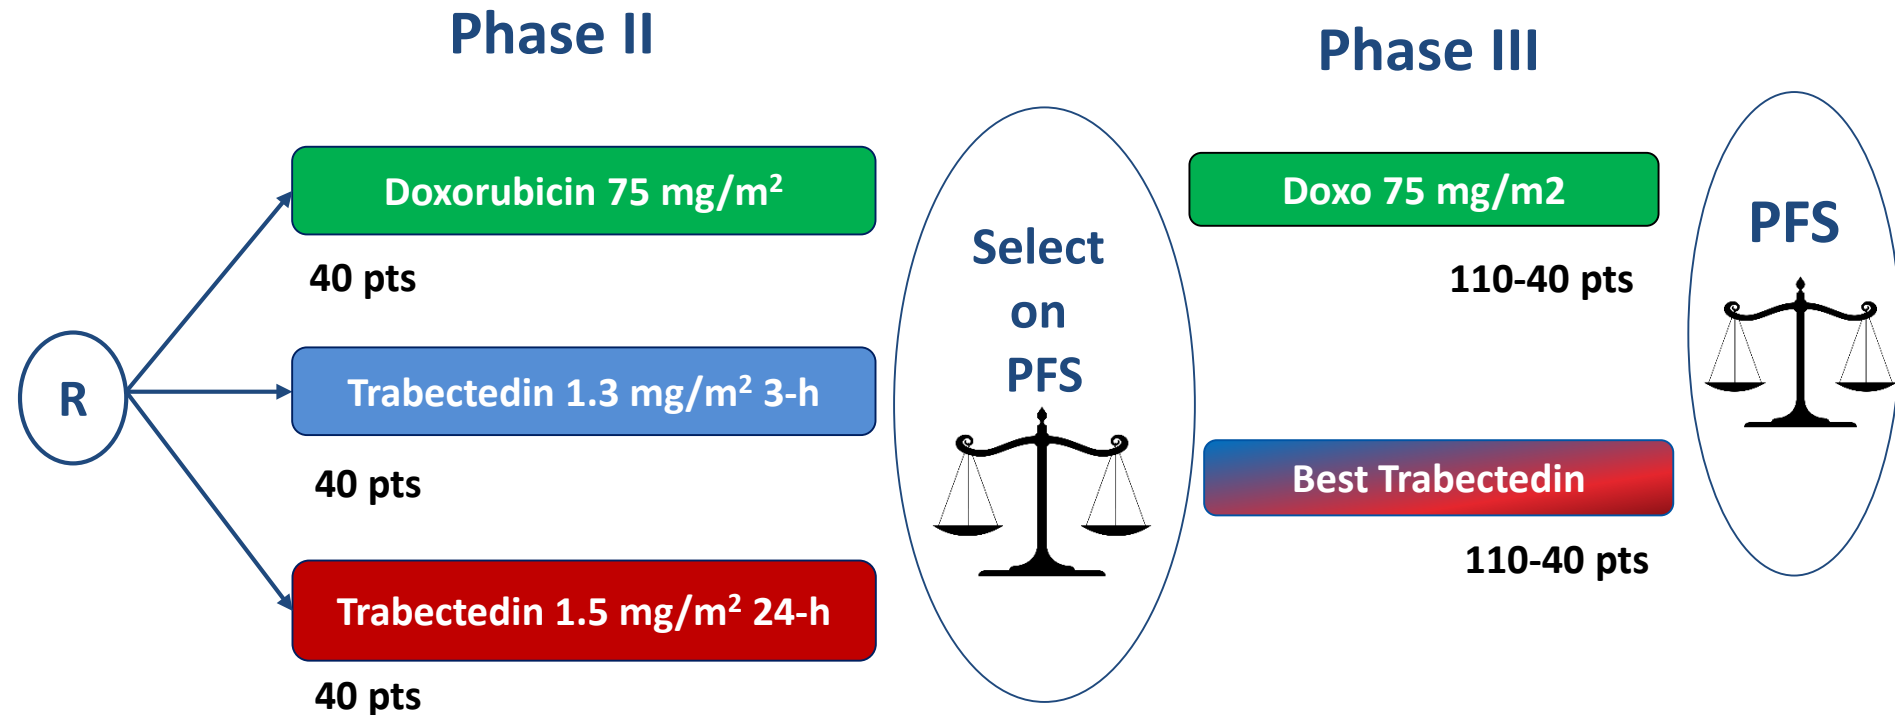 Phase II
Phase III
R
Doxorubicin 75 mg/m²
40 pts
Trabectedin 1.3 mg/m² 3-h
40 pts
Trabectedin 1.5 mg/m² 24-h
40 pts
Select
on
PFS
Doxo 75 mg/m2
110-40 pts
Best Trabectedin
110-40 pts
PFS